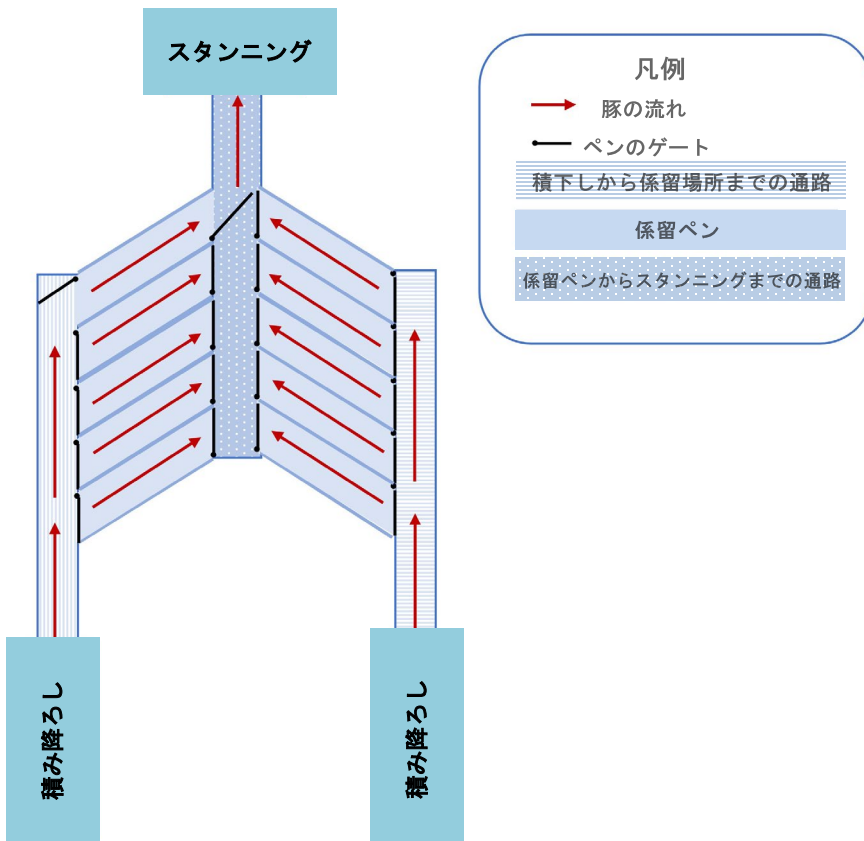 スタンニング
凡例
豚の流れ
ペンのゲート
積下しから係留場所までの通路
係留ペン
係留ペンからスタンニングまでの通路
積み降ろし
積み降ろし